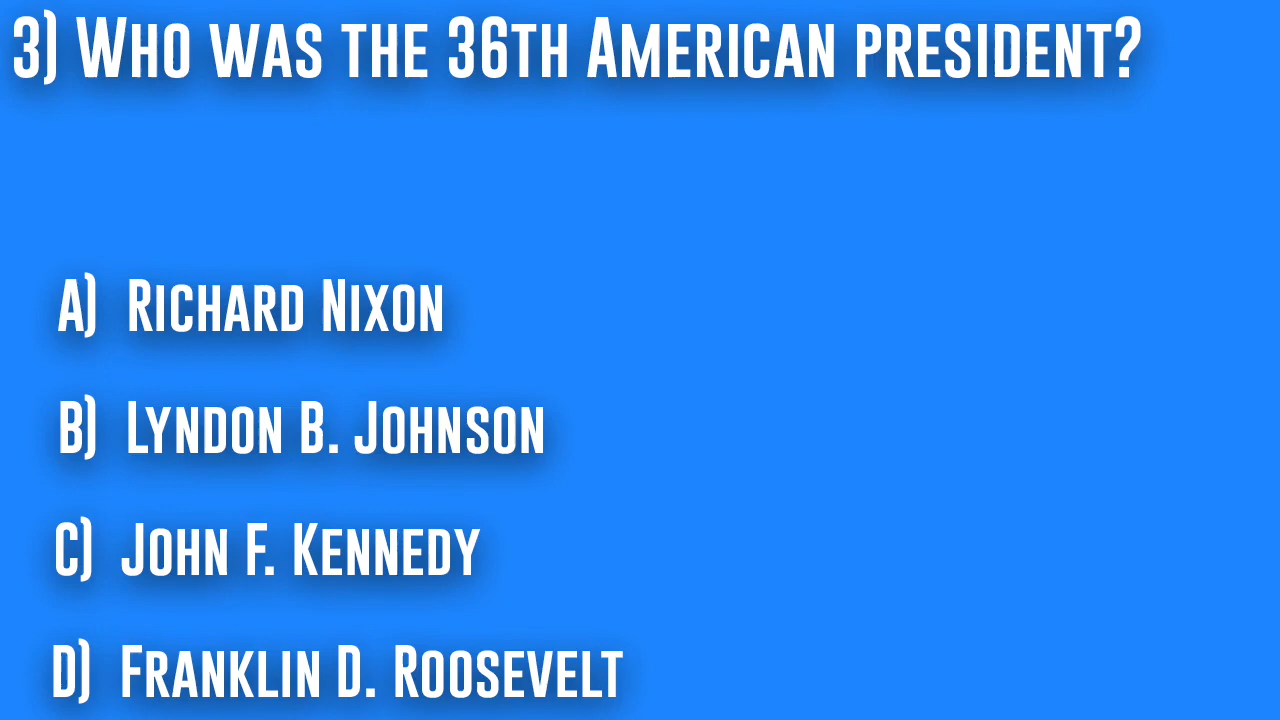 3) Who was the 36th American president?
A) Richard Nixon
B) Lyndon B. Johnson
C) John F. Kennedy
D) Franklin D. Roosevelt